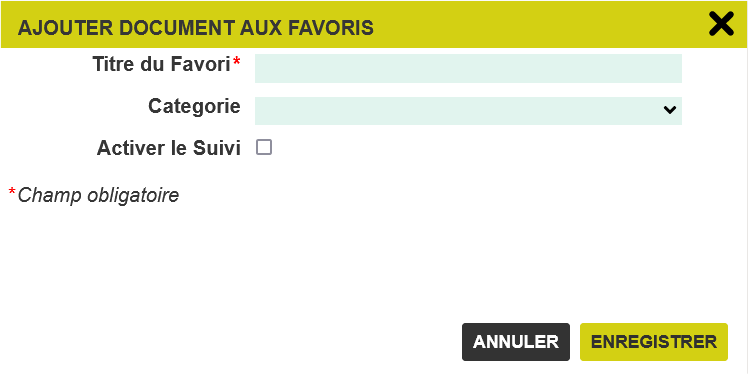 AJOUTER DOCUMENT AUX FAVORIS
Titre du Favori*
Categorie
Activer le Suivi
*Champ obligatoire
ANNULER ENREGISTRER